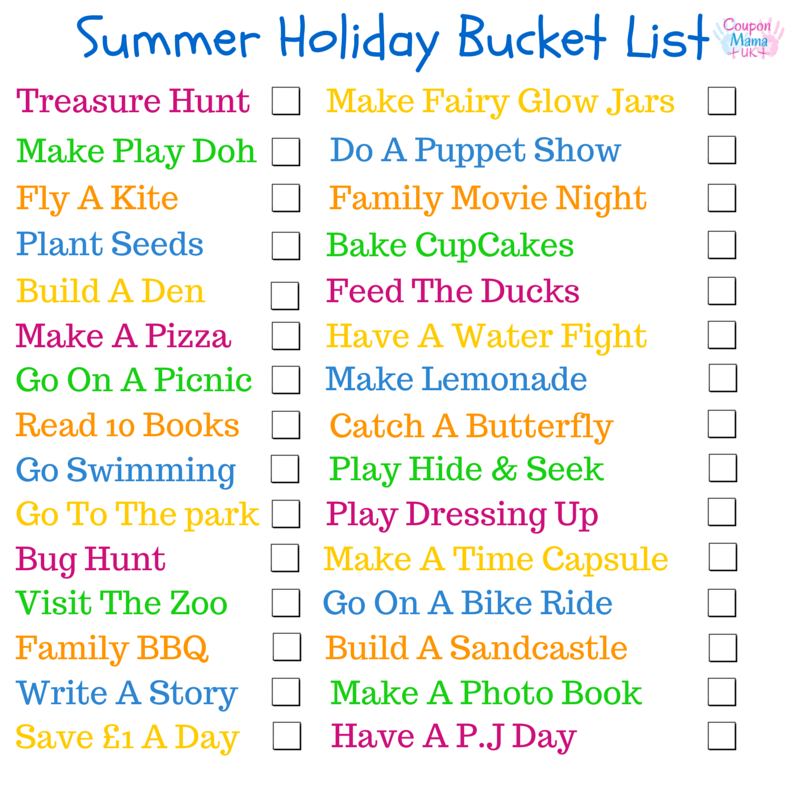 Summer Holiday Bucket List
Coupon
Mama
+UK+
Treasure Hunt
Make Play Doh
Fly A Kite
Plant Seeds
Build A Den
Make A Pizza
Go On A Picnic
Read 10 Books
Go Swimming
Go To The park
Bug Hunt
Visit The Zoo
Family BBQ
Write A Story
Save £1 A Day
Make Fairy Glow Jars
Do A Puppet Show
Family Movie Night
Bake CupCakes
Feed The Ducks
Have A Water Fight
Make Lemonade
Catch A Butterfly
Play Hide & Seek
Play Dressing Up
Make A Time Capsule
Go On A Bike Ride
Build A Sandcastle
Make A Photo Book
Have A P.J Day